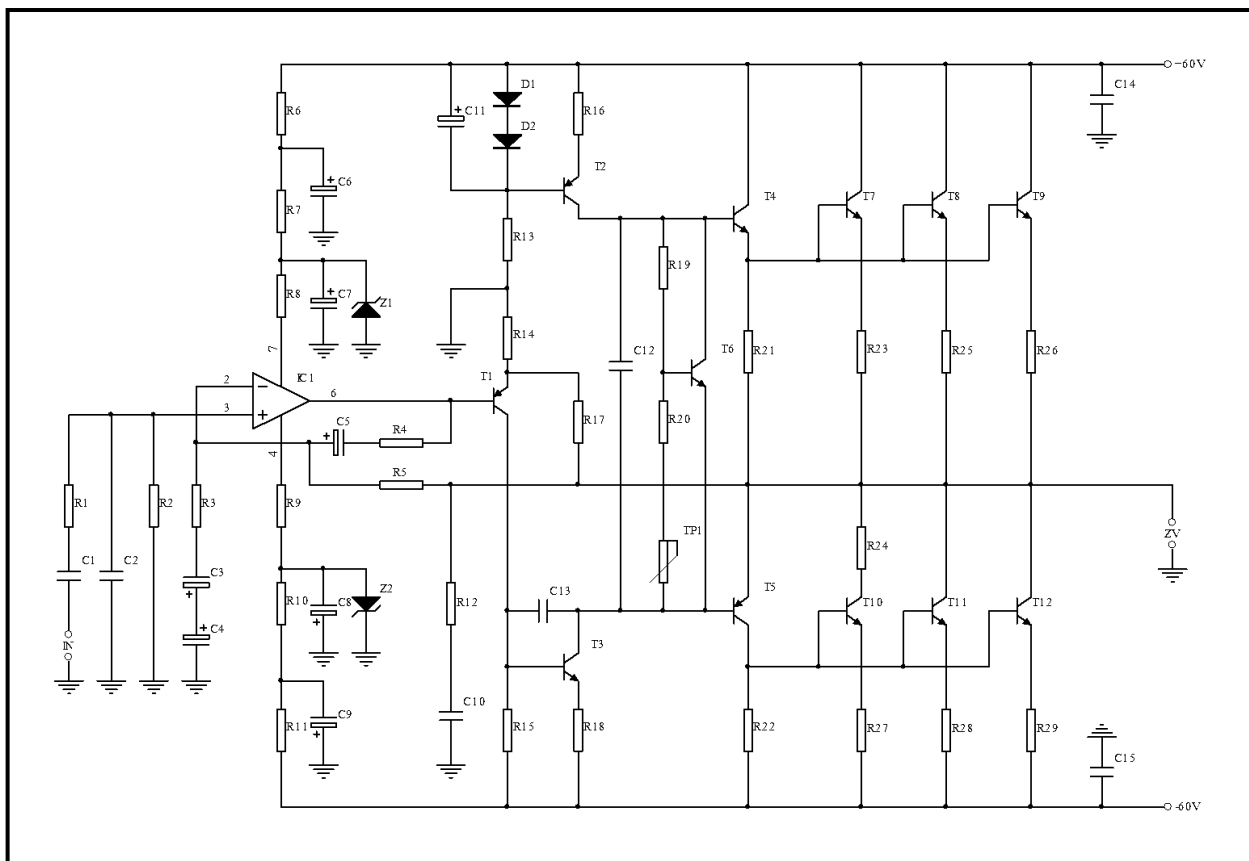 +60V
D1
C14
C11
R6
R16
D2
T2
C6
T4
T7
T8
T9
R7
R13
R19
R8
C7
Z1
R14
7
C12
T6
R21
R23
R25
R26
IC1
T1
2
6
3
R17
C5
R4
R20
4
R5
R1
R2
R3
R9
TP1
ZV
R24
C1
C2
C3
C13
T5
Z2
R10
C8
R12
T10
T11
T12
C4
IN
T3
C9
C10
R11
R15
R18
R22
R27
R28
R29
C15
-60V